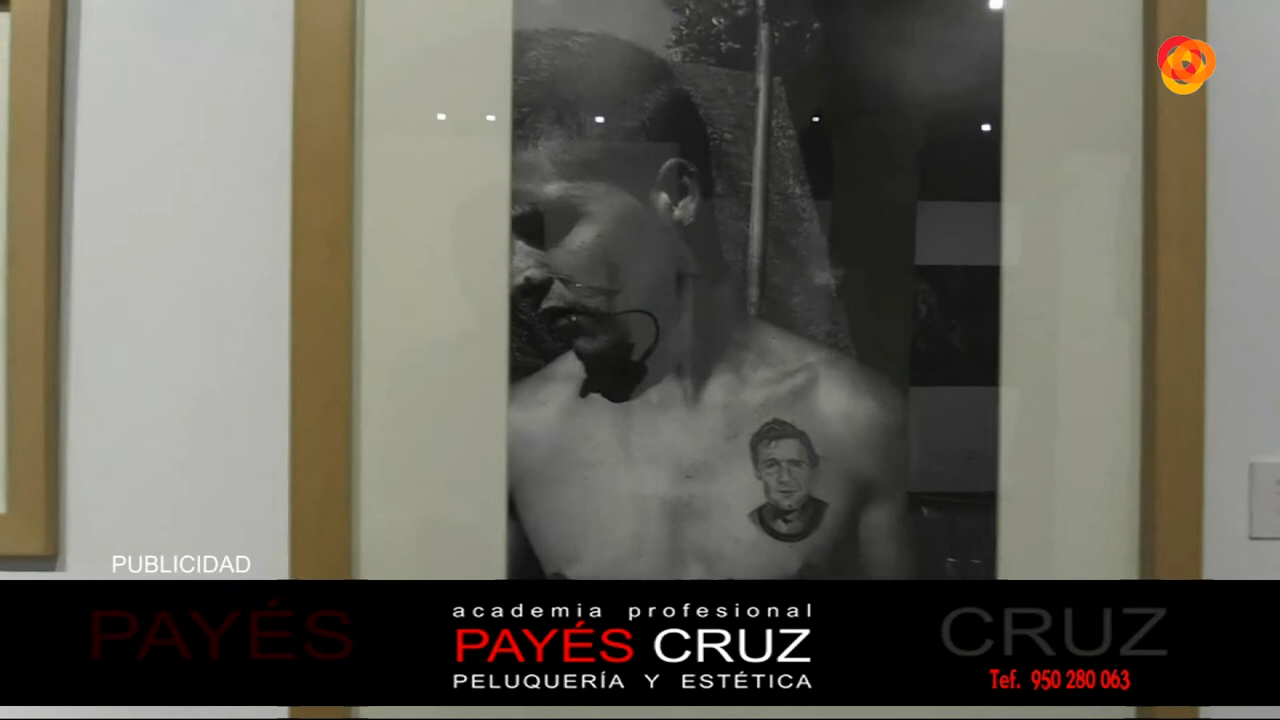 PUBLICIDAD
PAYÉS
academia profesional
PAYÉS CRUZ
PELUQUERÍA Y ESTÉTICA
CRUZ
Tef. 950 280 063